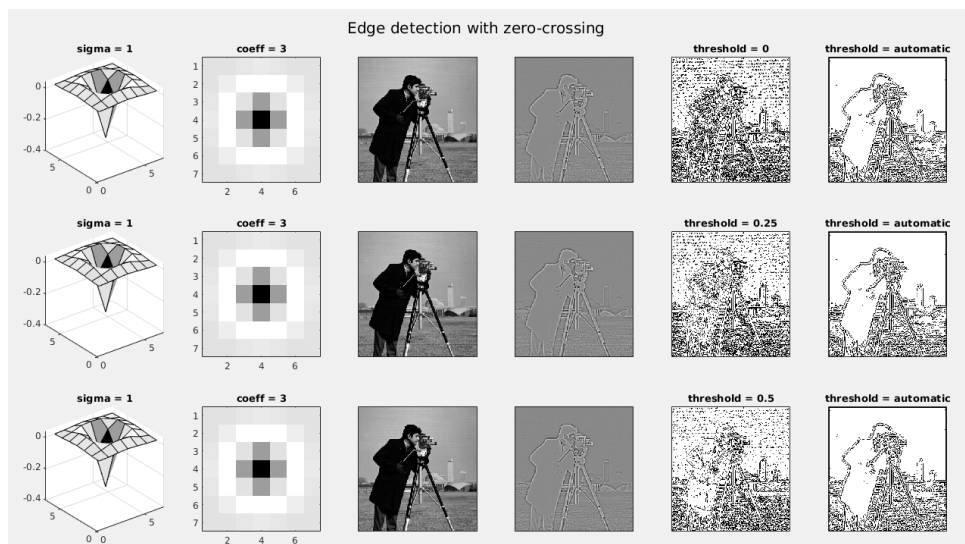 Edge detection with zero-crossing
sigma = 1
coeff = 3
threshold = 0
threshold = automatic
0
-0.2
-0.4
5
0 0
5
1
2
3
4
5
6
7
2 4 6
sigma = 1
coeff = 3
threshold = 0.25
threshold = automatic
0
-0.2
-0.4
5
0 0
5
1
2
3
4
5
6
7
2 4 6
sigma = 1
coeff = 3
threshold = 0.5
threshold = automatic
0
-0.2
-0.4
5
0 0
5
1
2
3
4
5
6
7
2 4 6